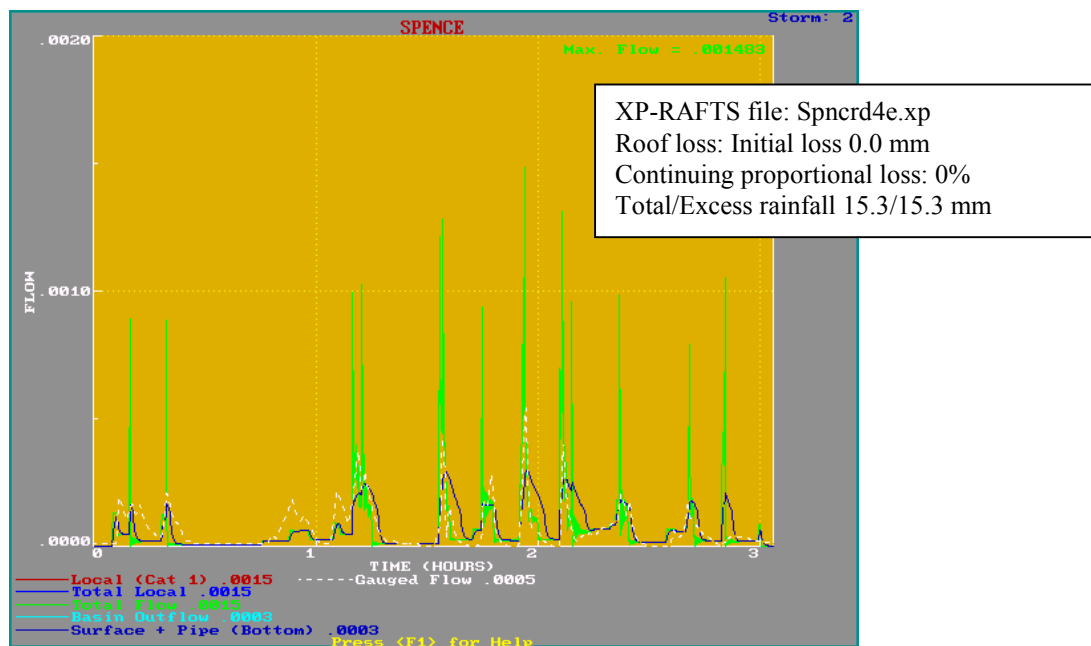 SPENCE
Storm: 2
.0020
Max. Flow = .001483
XP-RAFTS file: Spncrd4e.xp
Roof loss: Initial loss 0.0 mm
Continuing proportional loss: 0%
Total/Excess rainfall 15.3/15.3 mm
FLOW
.0010
.0000
0 1 2 3
TIME (HOURS)
Local (Cat 1) .0015 Gauged Flow .0005
Total Local .0015
Total Flow .0015
Basin Outflow .0003
Surface + Pipe (Bottom) .0003
Press <F1> for Help